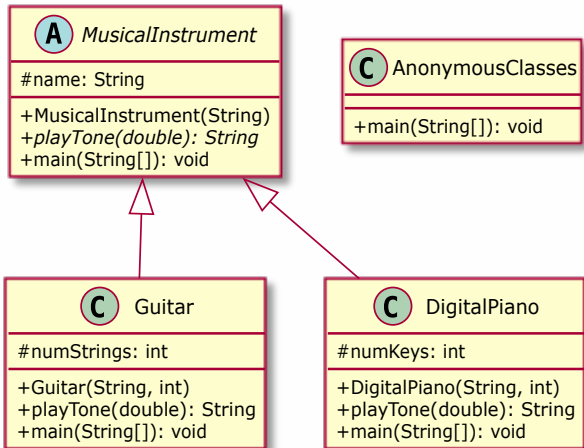 A MusicalInstrument
#name: String
+MusicalInstrument(String)
+playTone(double): String
+main(String[]): void
C AnonymousClasses
+main(String[]): void
C Guitar
#numStrings: int
+Guitar(String, int)
+playTone(double): String
+main(String[]): void
C DigitalPiano
#numKeys: int
+DigitalPiano(String, int)
+playTone(double): String
+main(String[]): void